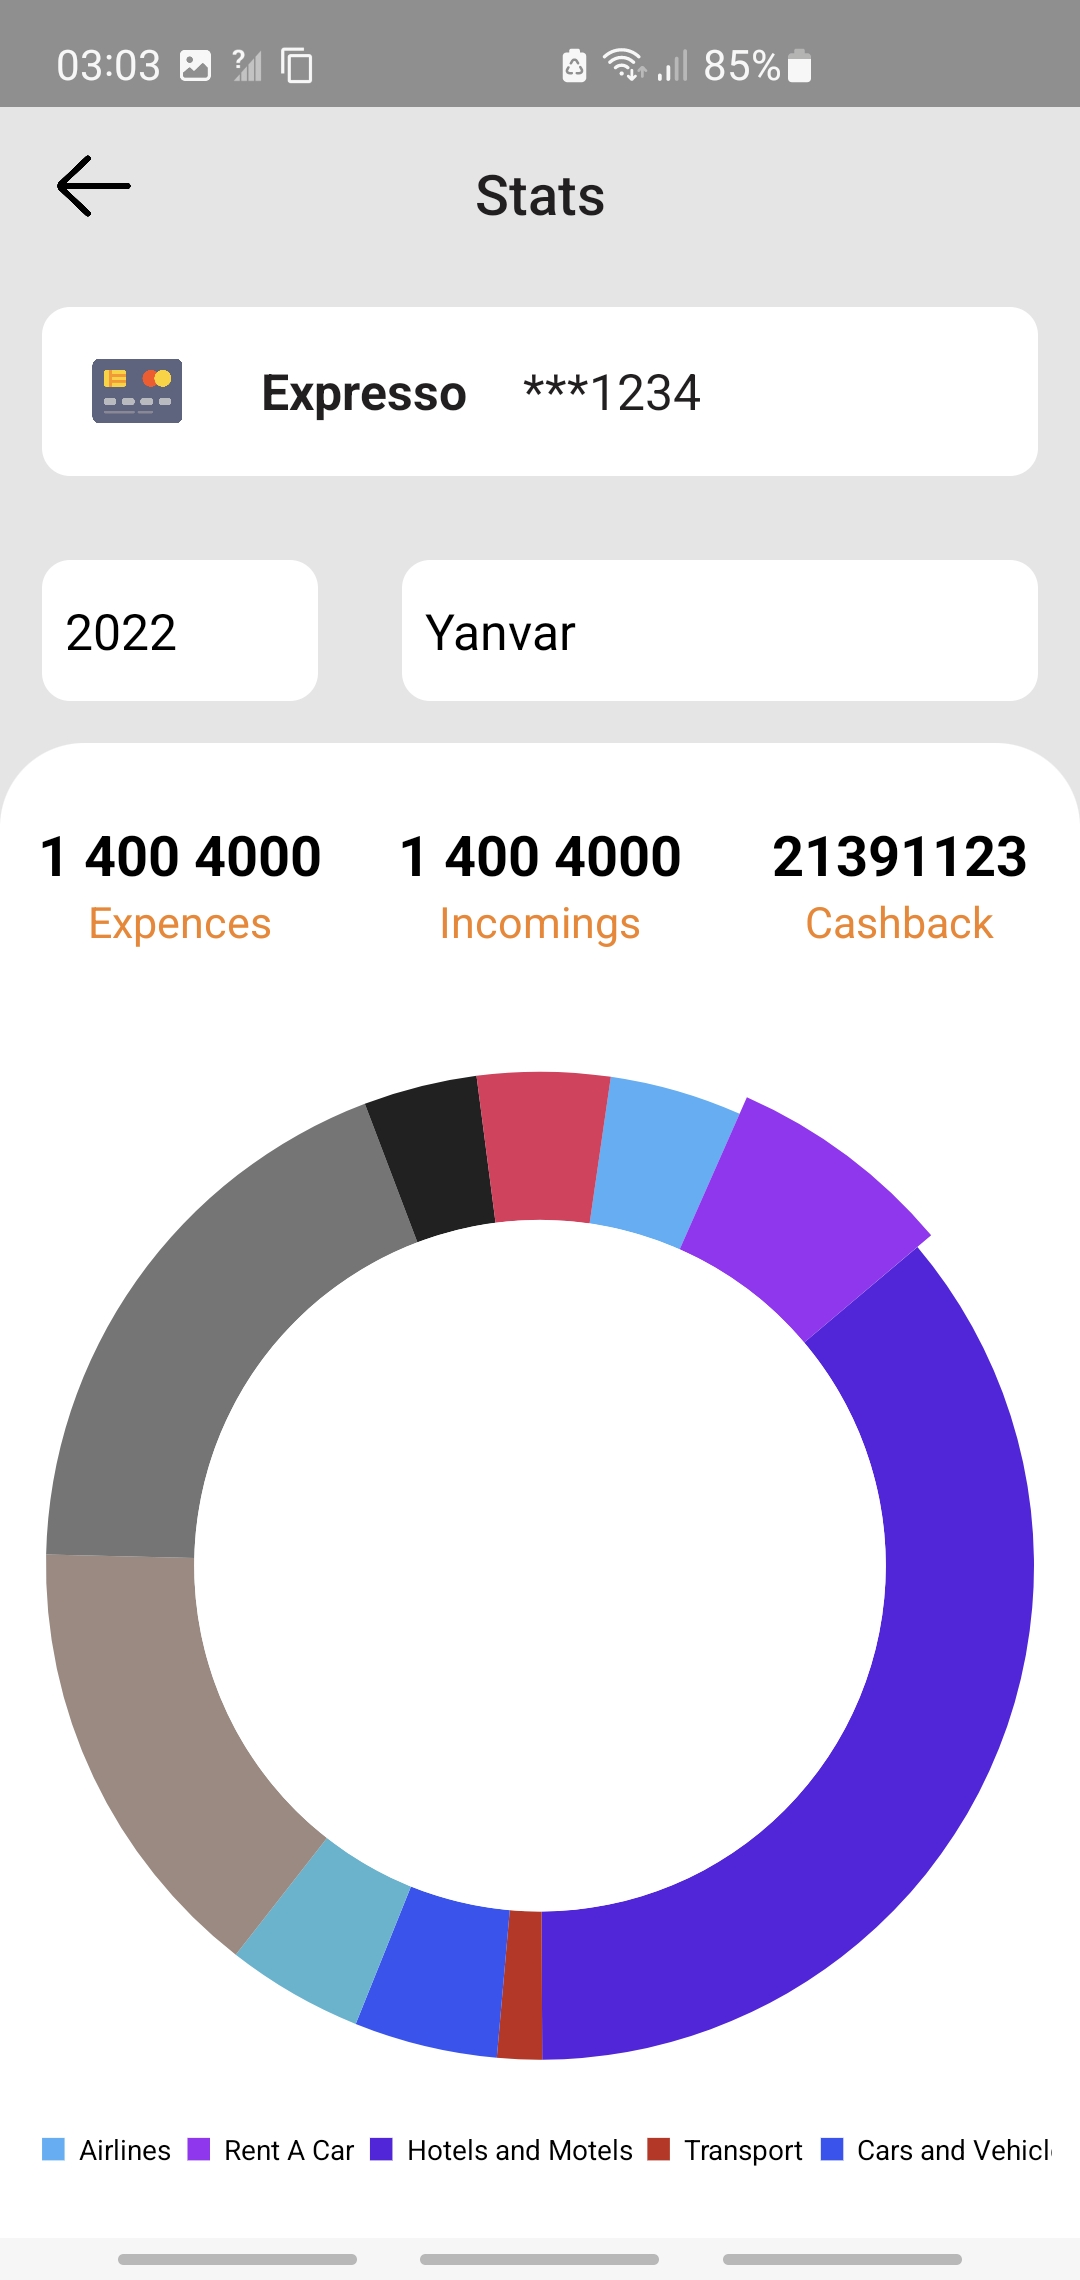 03:03 85%
Stats
Expresso ***1234
2022 Yanvar
1 400 4000 1 400 4000 21391123
Expences Incomings Cashback
Airlines Rent A Car Hotels and Motels Transport Cars and Vehicl